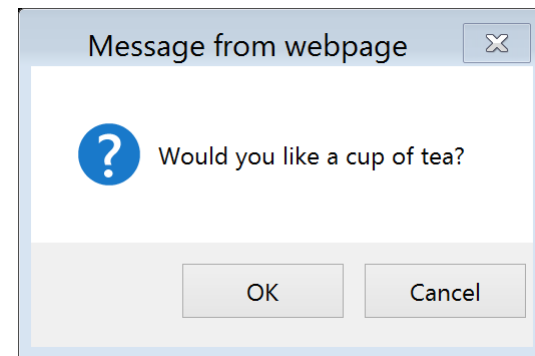 Message from webpage
?
Would you like a cup of tea?
OK
Cancel